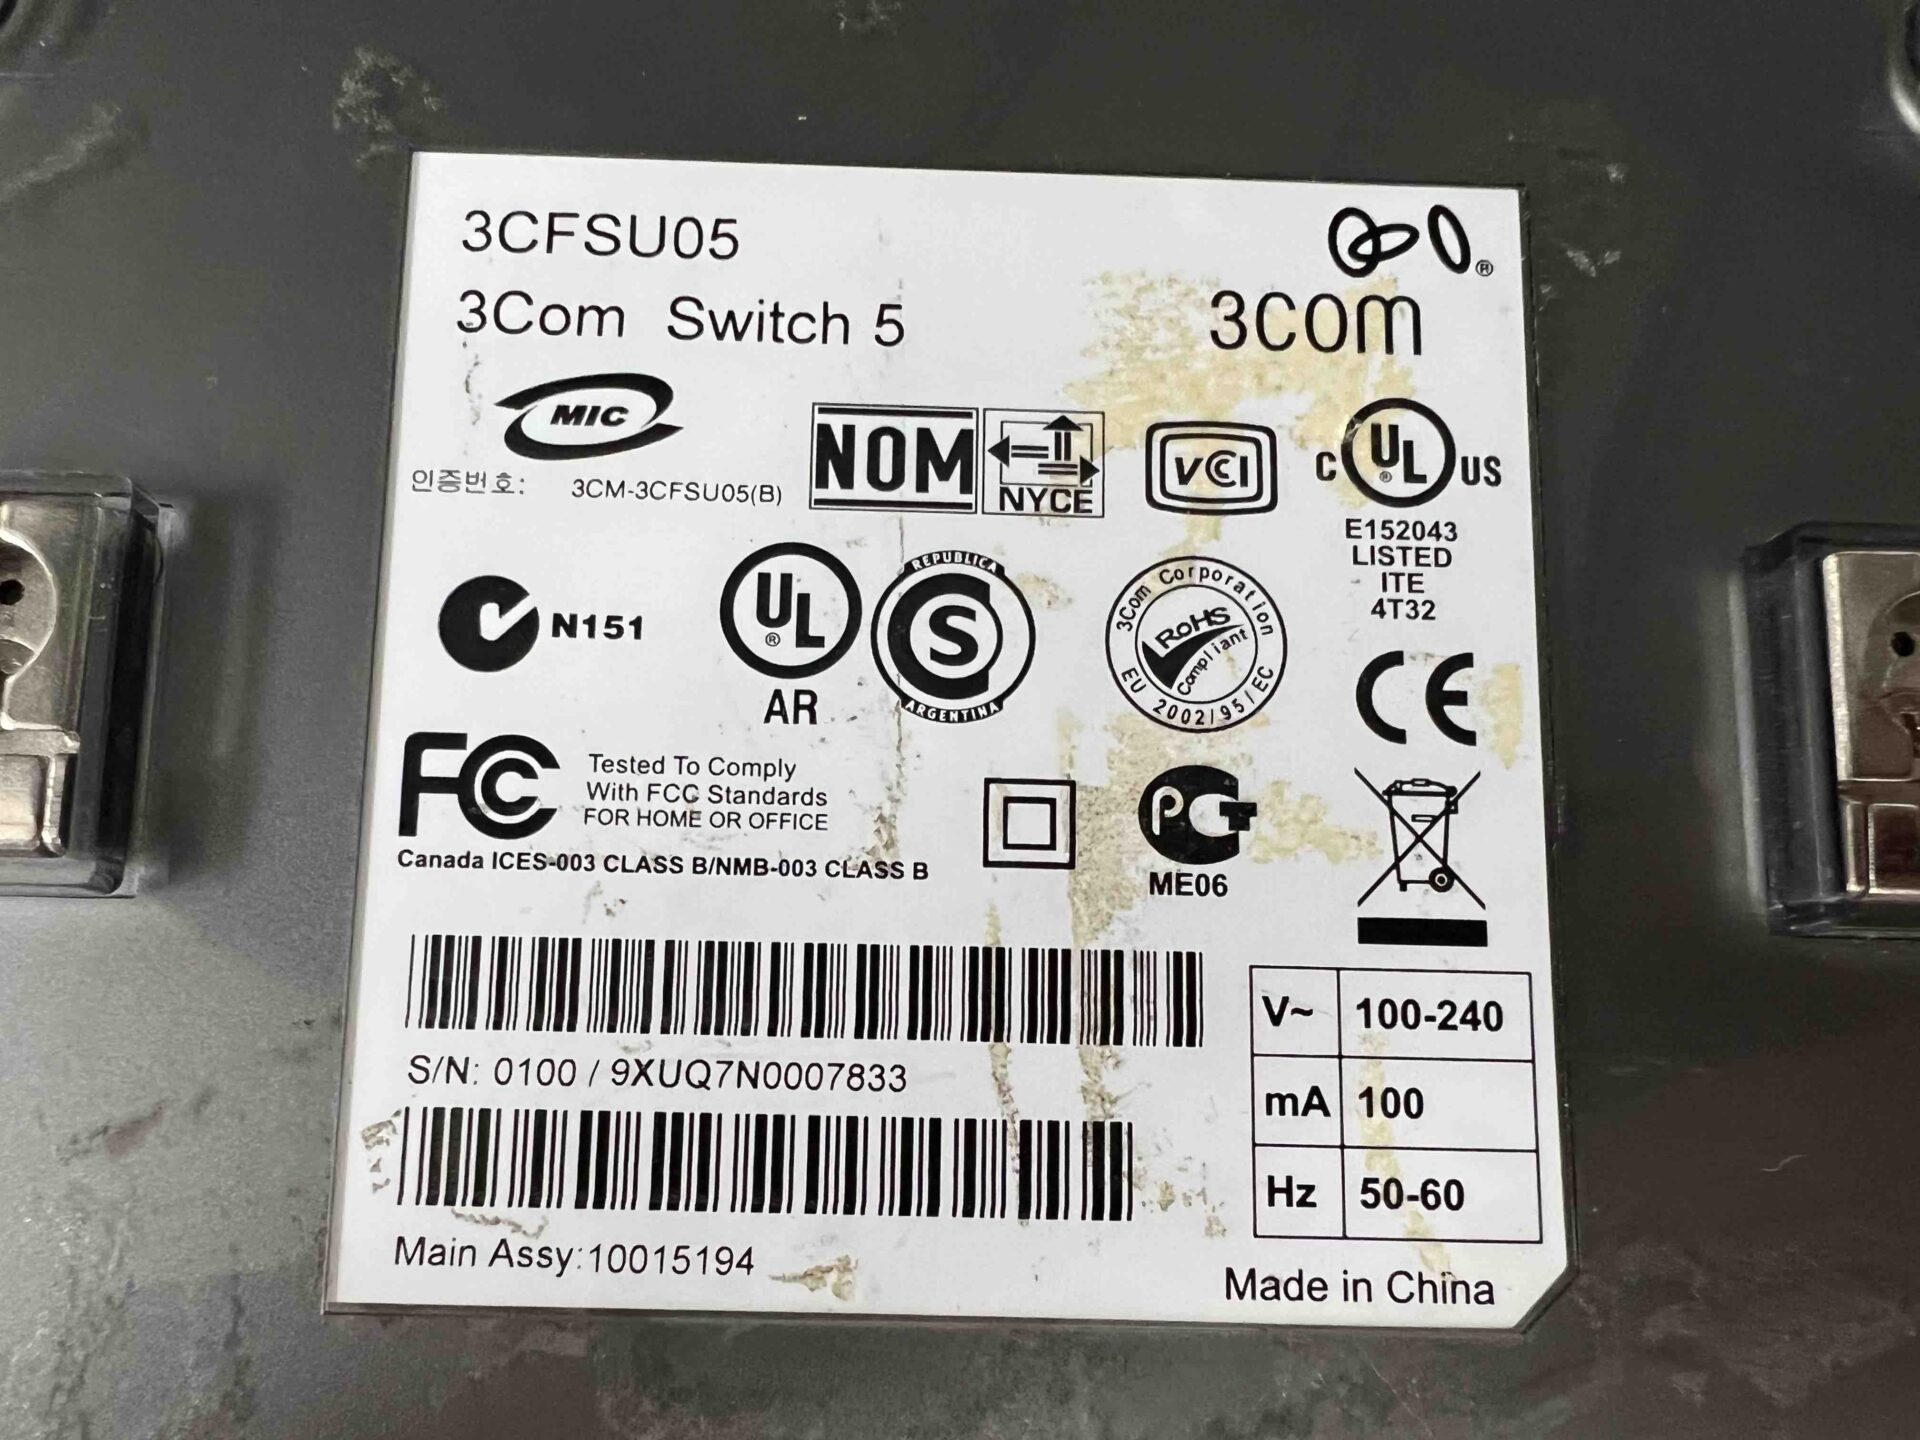 3CFSU05
3Com Switch 5
3COM
®
MIC
인증번호: 3CM-3CFSU05(B)
NOM
NYCE
VCCI
C UL® US
E152043
LISTED
ITE
4T32
N151
UL®
AR
REPUBLICA
S
ARGENTINA
3Com Corporation
RoHS
Compliant
EU 2002/95/EC
CE
FCC
Tested To Comply
With FCC Standards
FOR HOME OR OFFICE
Canada ICES-003 CLASS B/NMB-003 CLASS B
PCT
ME06
S/N: 0100 / 9XUQ7N0007833
V~ 100-240
mA 100
Hz 50-60
Main Assy:10015194
Made in China